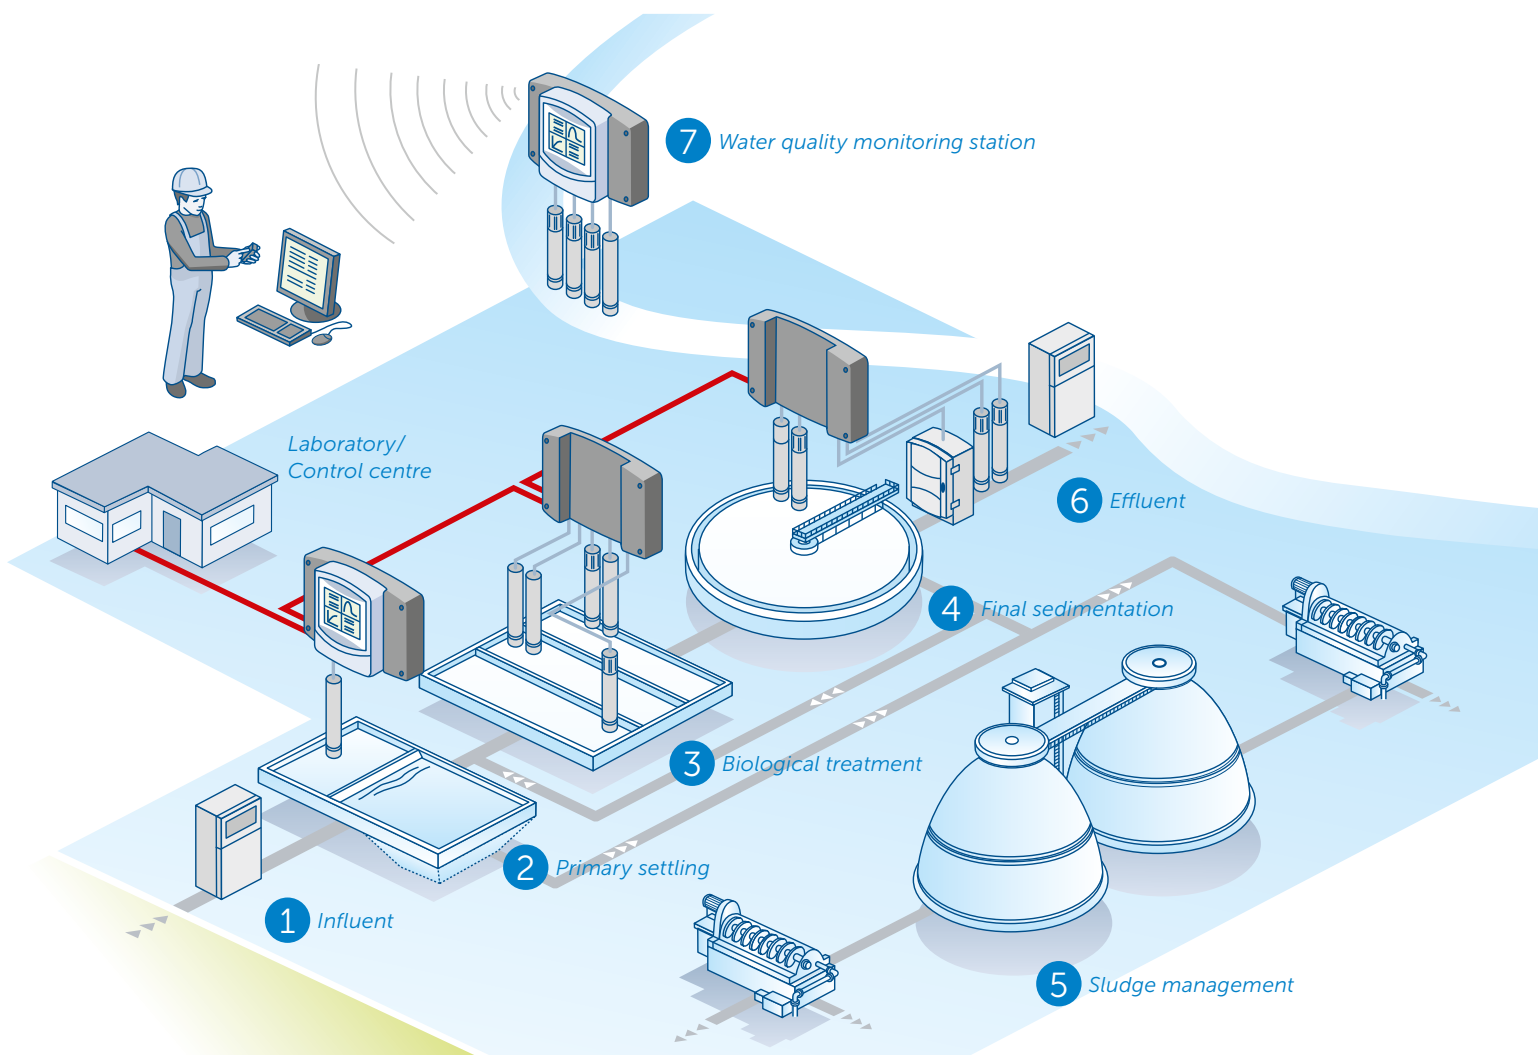 7 Water quality monitoring station
Laboratory/
Control centre
6 Effluent
4 Final sedimentation
3 Biological treatment
2 Primary settling
1 Influent
5 Sludge management